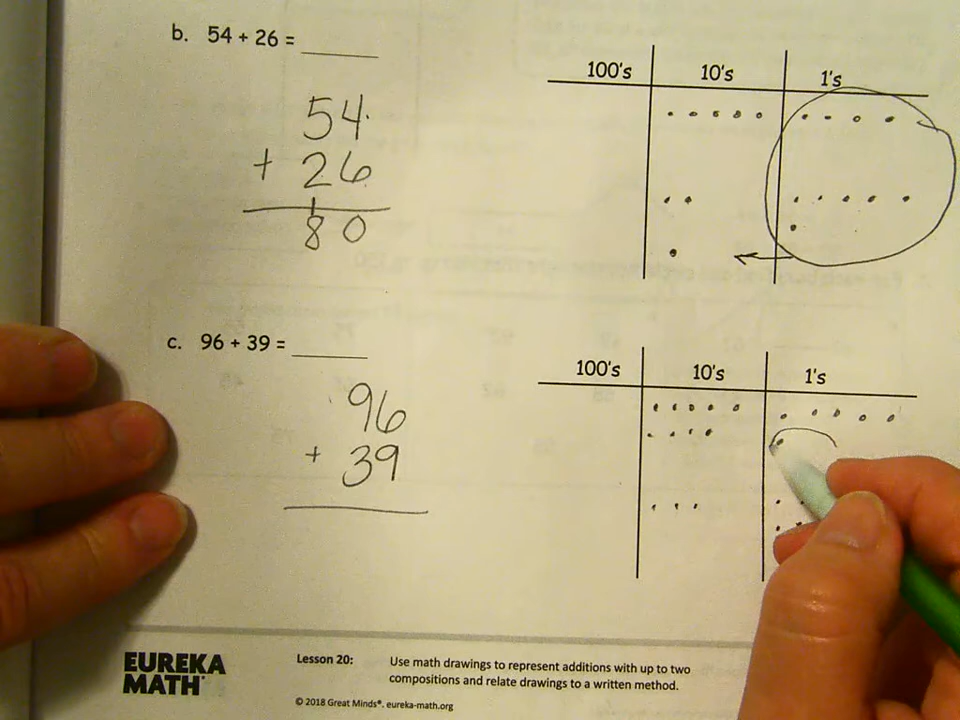 b. 54 + 26 = ______
54
+ 26
1
80
100's 10's 1's
c. 96 + 39 = ______
96
+ 39
100's 10's 1's
EUREKA
MATH
Lesson 20:
Use math drawings to represent additions with up to two
compositions and relate drawings to a written method.
© 2018 Great Minds®. eureka-math.org